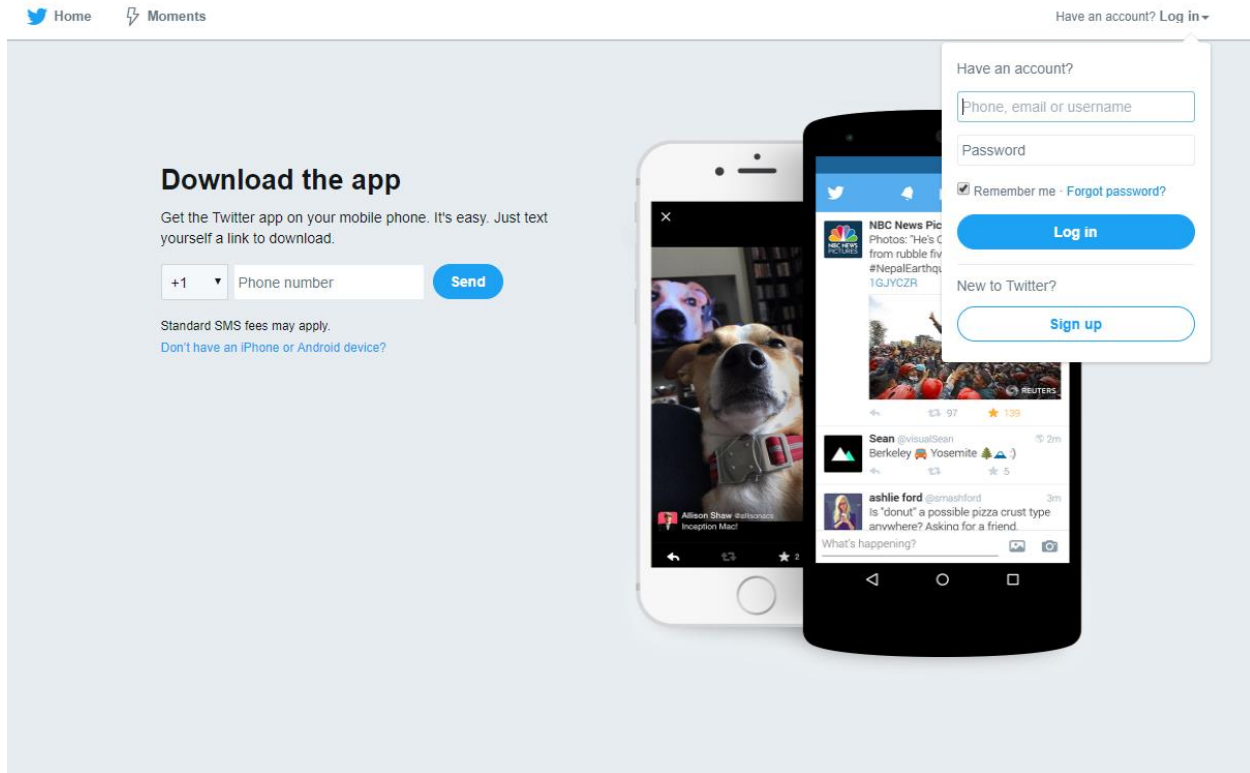 Home
Moments
Have an account? Log in
Have an account?
Phone, email or username
Password
Remember me · Forgot password?
Log in
New to Twitter?
Sign up
Download the app
Get the Twitter app on your mobile phone. It's easy. Just text
yourself a link to download.
+1
Phone number
Send
Standard SMS fees may apply.
Don't have an iPhone or Android device?
Allison Shaw @allisonacs
Inception Mac!
2
NBC NEWS
PICTURES
NBC News Pic
Photos: "He's
from rubble fiv
#NepalEarthqu
1GJYCZR
REUTERS
97
139
Sean @visualSean
2m
Berkeley 🚘 Yosemite 🌲🗻 :)
5
ashlie ford @smashford
3m
Is "donut" a possible pizza crust type
anywhere? Asking for a friend.
What's happening?